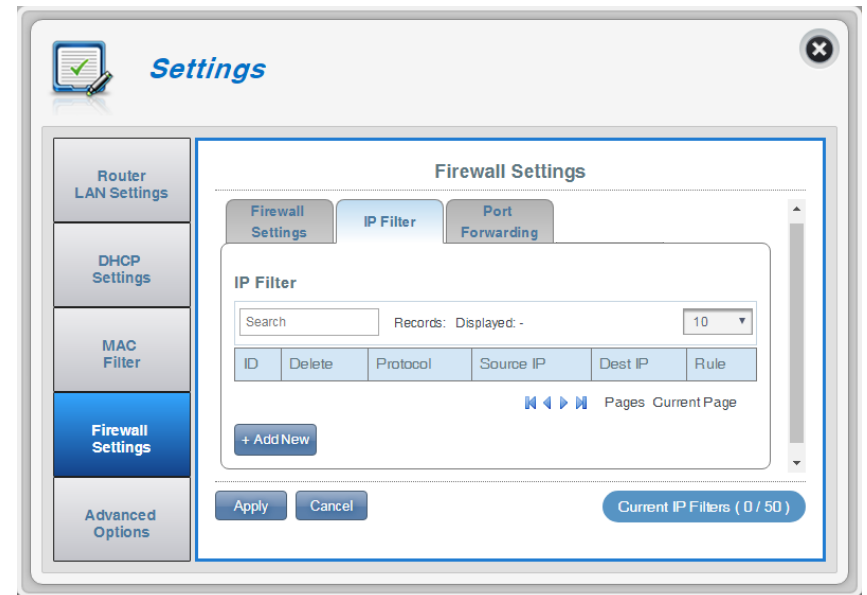 Settings
Router
LAN Settings
DHCP
Settings
MAC
Filter
Firewall
Settings
Advanced
Options
Firewall Settings
Firewall
Settings
IP Filter
Port
Forwarding
IP Filter
Search Records: Displayed: - 10
ID Delete Protocol Source IP Dest IP Rule
Pages Current Page
+ Add New
Apply Cancel Current IP Filters ( 0 / 50 )